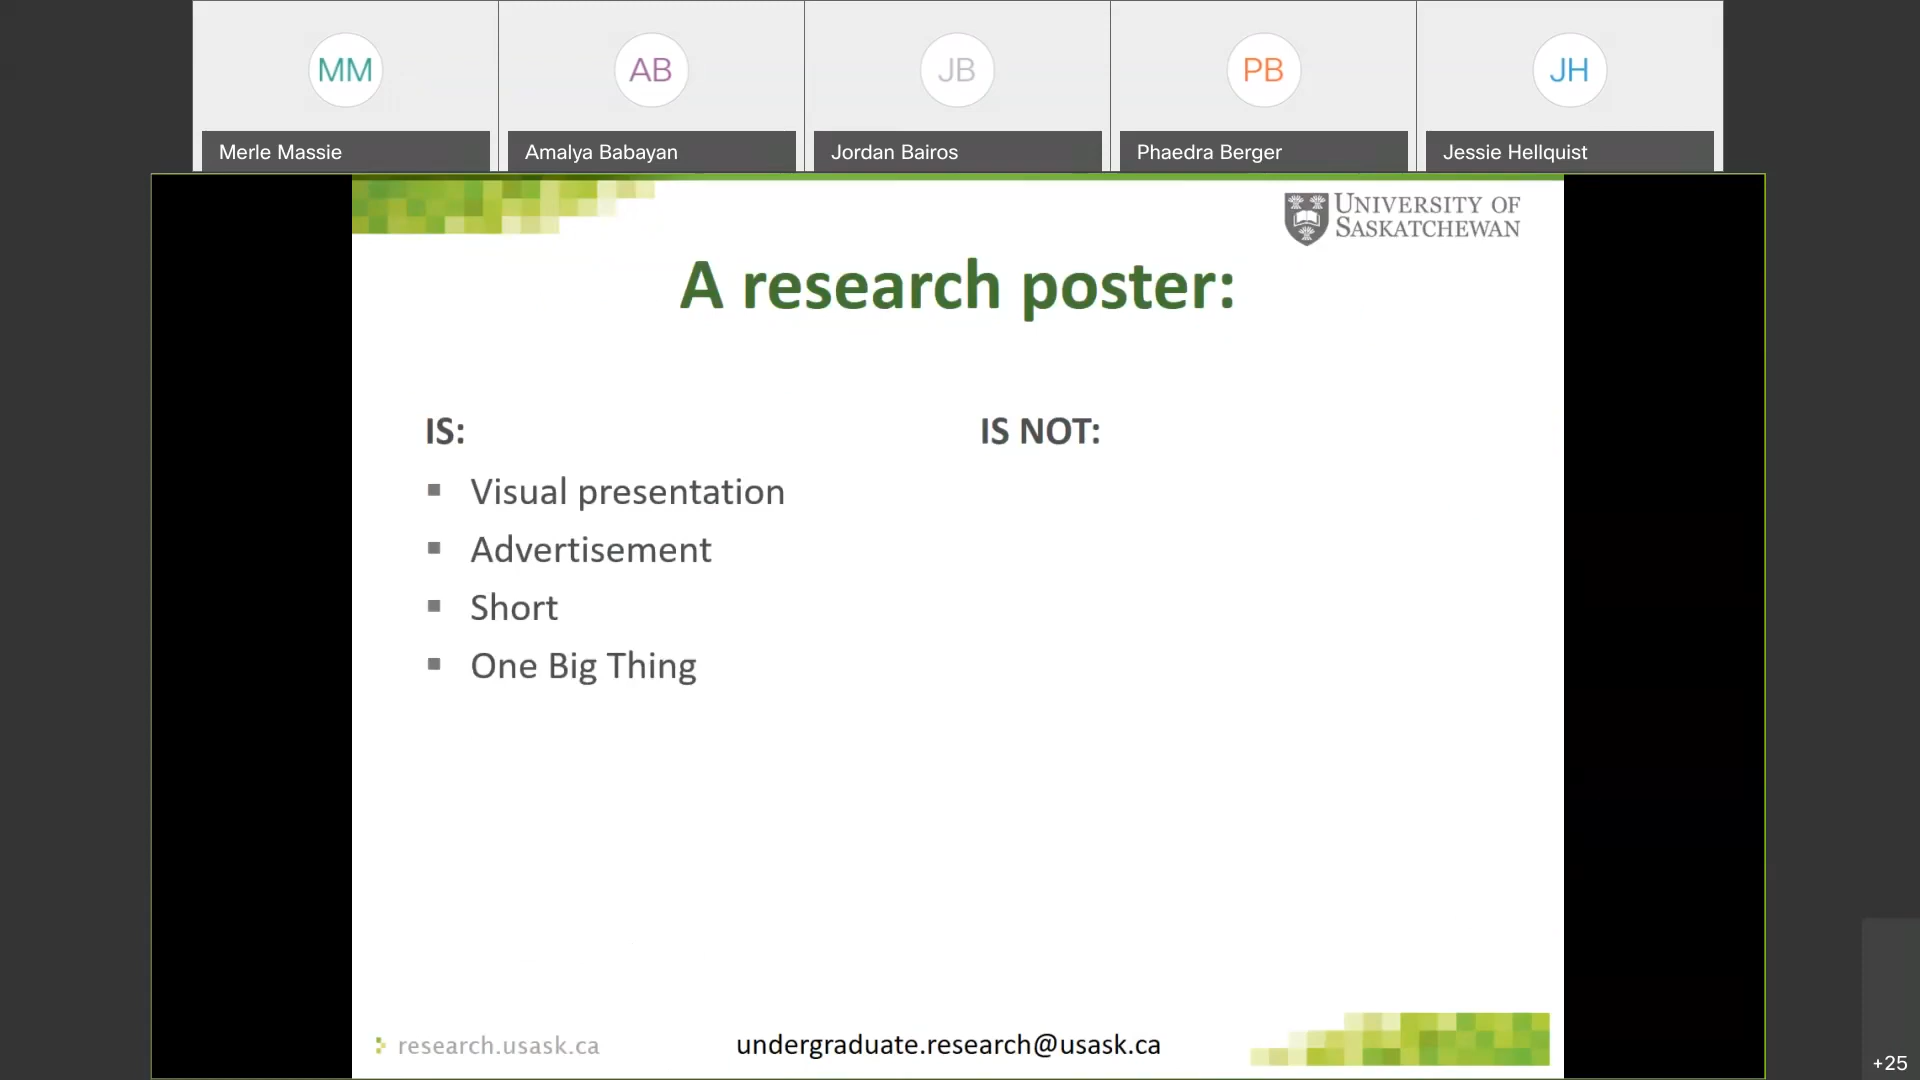 MM
AB
JB
PB
JH
Merle Massie
Amalya Babayan
Jordan Bairos
Phaedra Berger
Jessie Hellquist
UNIVERSITY OF
SASKATCHEWAN
A research poster:
IS:
Visual presentation
Advertisement
Short
One Big Thing
IS NOT:
research.usask.ca
undergraduate.research@usask.ca
+25